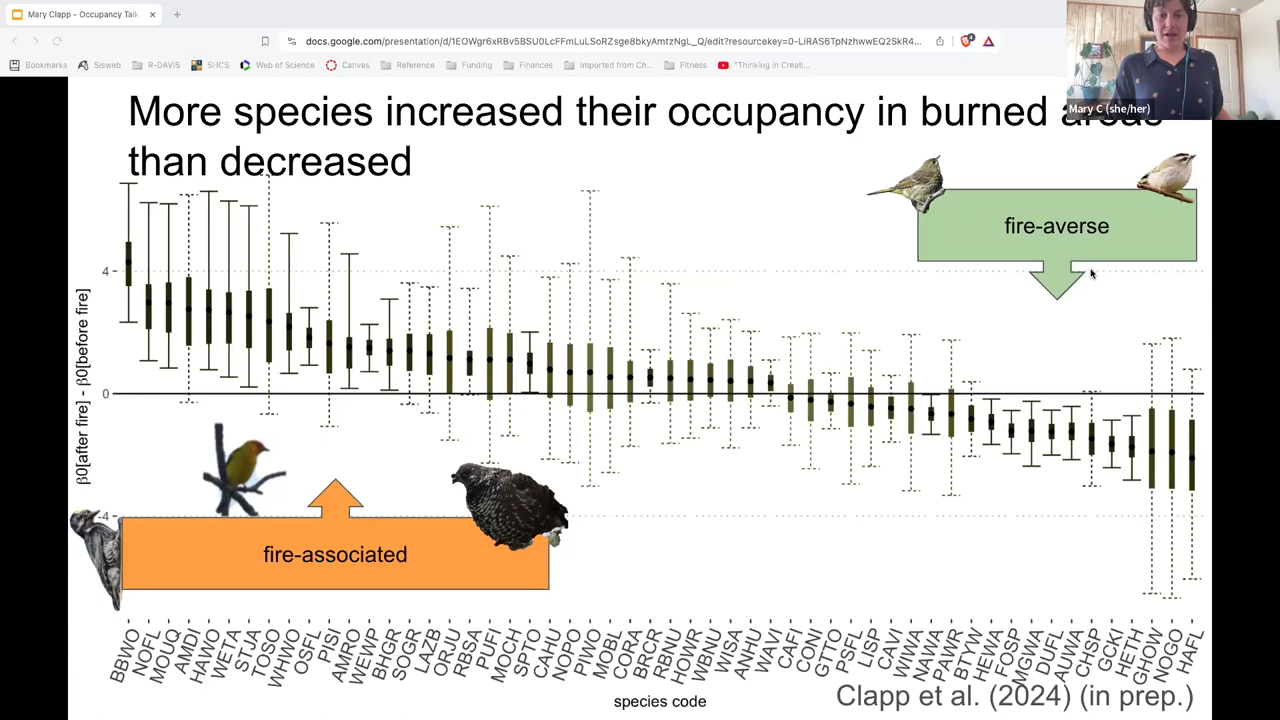 Mary Clapp - Occupancy Talk
docs.google.com/presentation/d/1EOWgr6xRBv5BSU0LcFFmLuLSoRZsge8bkyAmtzNgL_Q/edit?resourcekey=0-LiRAS6TpNzhwwEQ2SkR4...
Bookmarks Sisweb R-DAVIS SHCS Web of Science Canvas Reference Funding Finances Imported from Ch... Fitness "Thinking in Creati...
Mary C (she/her)
More species increased their occupancy in burned areas
than decreased
fire-averse
4
0
-4
β0[after fire] - β0[before fire]
fire-associated
BBWO NOFL MOUQ AMDI HAWO WETA STJA TOSO WHWO OSFL PISI AMRO WEWP BHGR SOGR LAZB ORJU RBSA PUFI MOCH SPTO CAHU NOPO PIWO MOBL CORA BRCR RBNU HOWR WBNU WISA ANHU WAVI CAFI CONI GTTO PSFL LISP CAVI WIWA NAWA PAWR BTYW HEWA FOSP MGWA DUFL AUWA CHSP GCKI HETH GHOW NOGO HAFL
species code
Clapp et al. (2024) (in prep.)